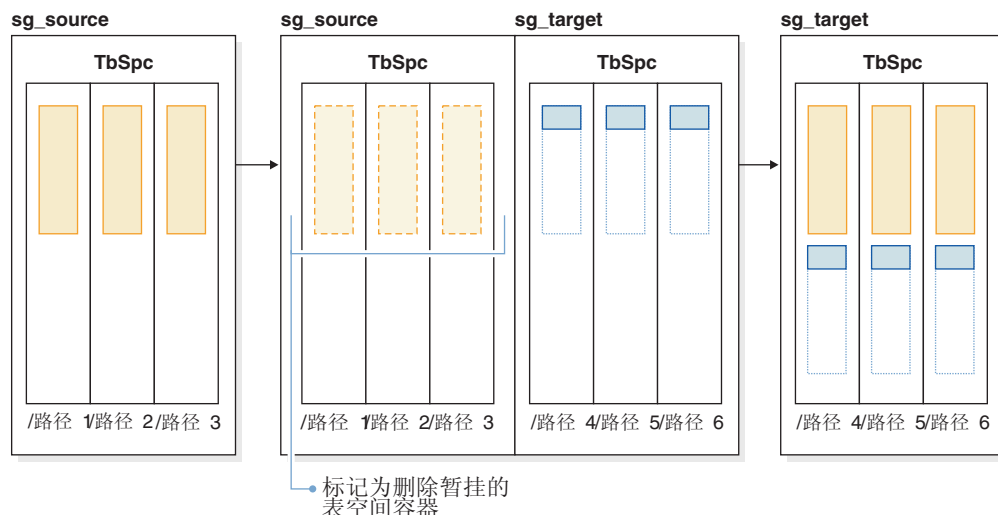 sg_source
sg_source
sg_target
sg_target
TbSpc
TbSpc
TbSpc
TbSpc
/路径 1/路径 2/路径 3
/路径 1/路径 2/路径 3
/路径 4/路径 5/路径 6
/路径 4/路径 5/路径 6
标记为删除暂挂的
表空间容器